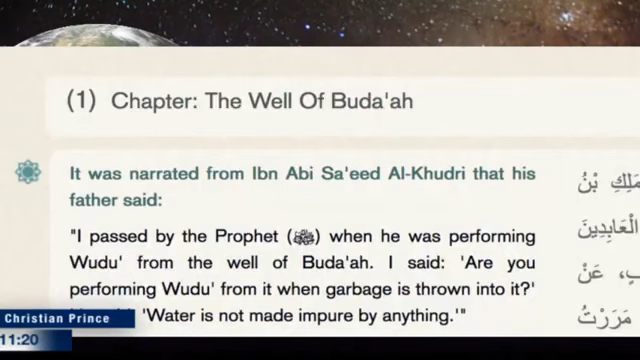 (1) Chapter: The Well Of Buda'ah
It was narrated from Ibn Abi Sa'eed Al-Khudri that his
father said:
"I passed by the Prophet (ﷺ) when he was performing
Wudu' from the well of Buda'ah. I said: 'Are you
performing Wudu' from it when garbage is thrown into it?'
'Water is not made impure by anything.'"
مَلِكِ بْنُ
الْعَابِدِينَ
عَنْ
مَرَرْتُ
Christian Prince
11:20